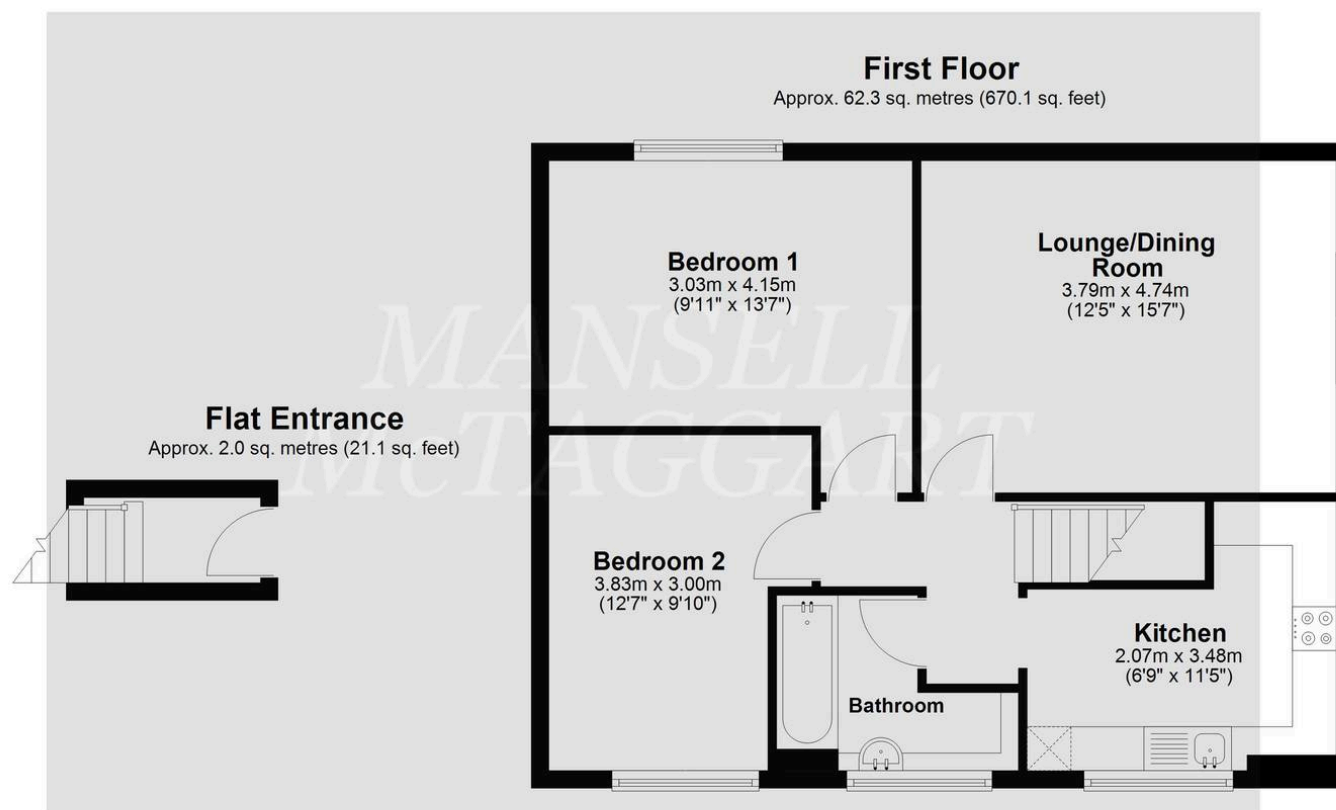 First Floor
Approx. 62.3 sq. metres (670.1 sq. feet)
Bedroom 1
3.03m x 4.15m
(9'11" x 13'7")
Lounge/Dining
Room
3.79m x 4.74m
(12'5" x 15'7")
MANSELL
McTAGGART
Flat Entrance
Approx. 2.0 sq. metres (21.1 sq. feet)
Bedroom 2
3.83m x 3.00m
(12'7" x 9'10")
Kitchen
2.07m x 3.48m
(6'9" x 11'5")
Bathroom